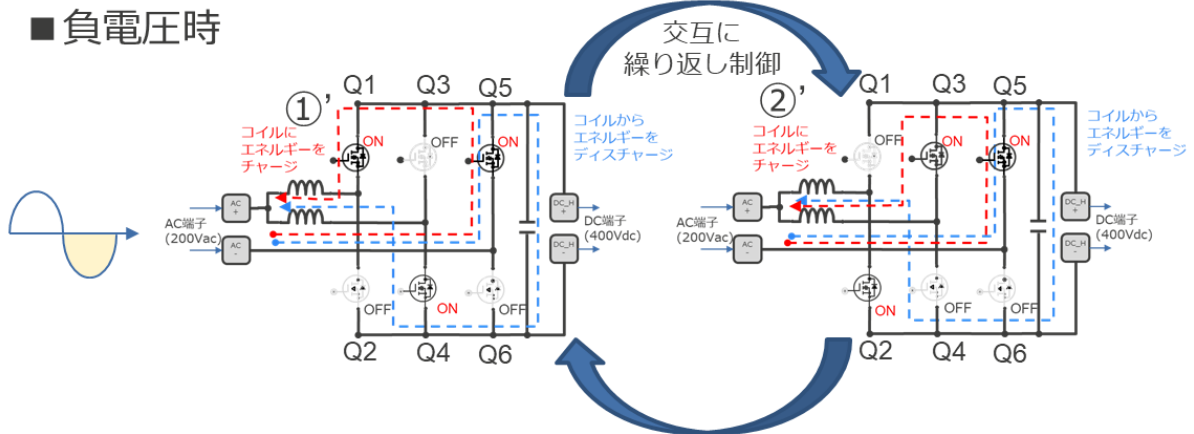 ■負電圧時
交互に
繰り返し制御
①’
Q1
Q3
Q5
コイルに
エネルギーを
チャージ
ON
OFF
ON
コイルから
エネルギーを
ディスチャージ
AC
+
AC端子
(200Vac)
AC
-
DC_H
+
DC端子
(400Vdc)
DC_H
-
OFF
ON
OFF
Q2
Q4
Q6
②’
Q1
Q3
Q5
コイルに
エネルギーを
チャージ
OFF
ON
ON
コイルから
エネルギーを
ディスチャージ
AC
+
AC端子
(200Vac)
AC
-
DC_H
+
DC端子
(400Vdc)
DC_H
-
ON
OFF
OFF
Q2
Q4
Q6